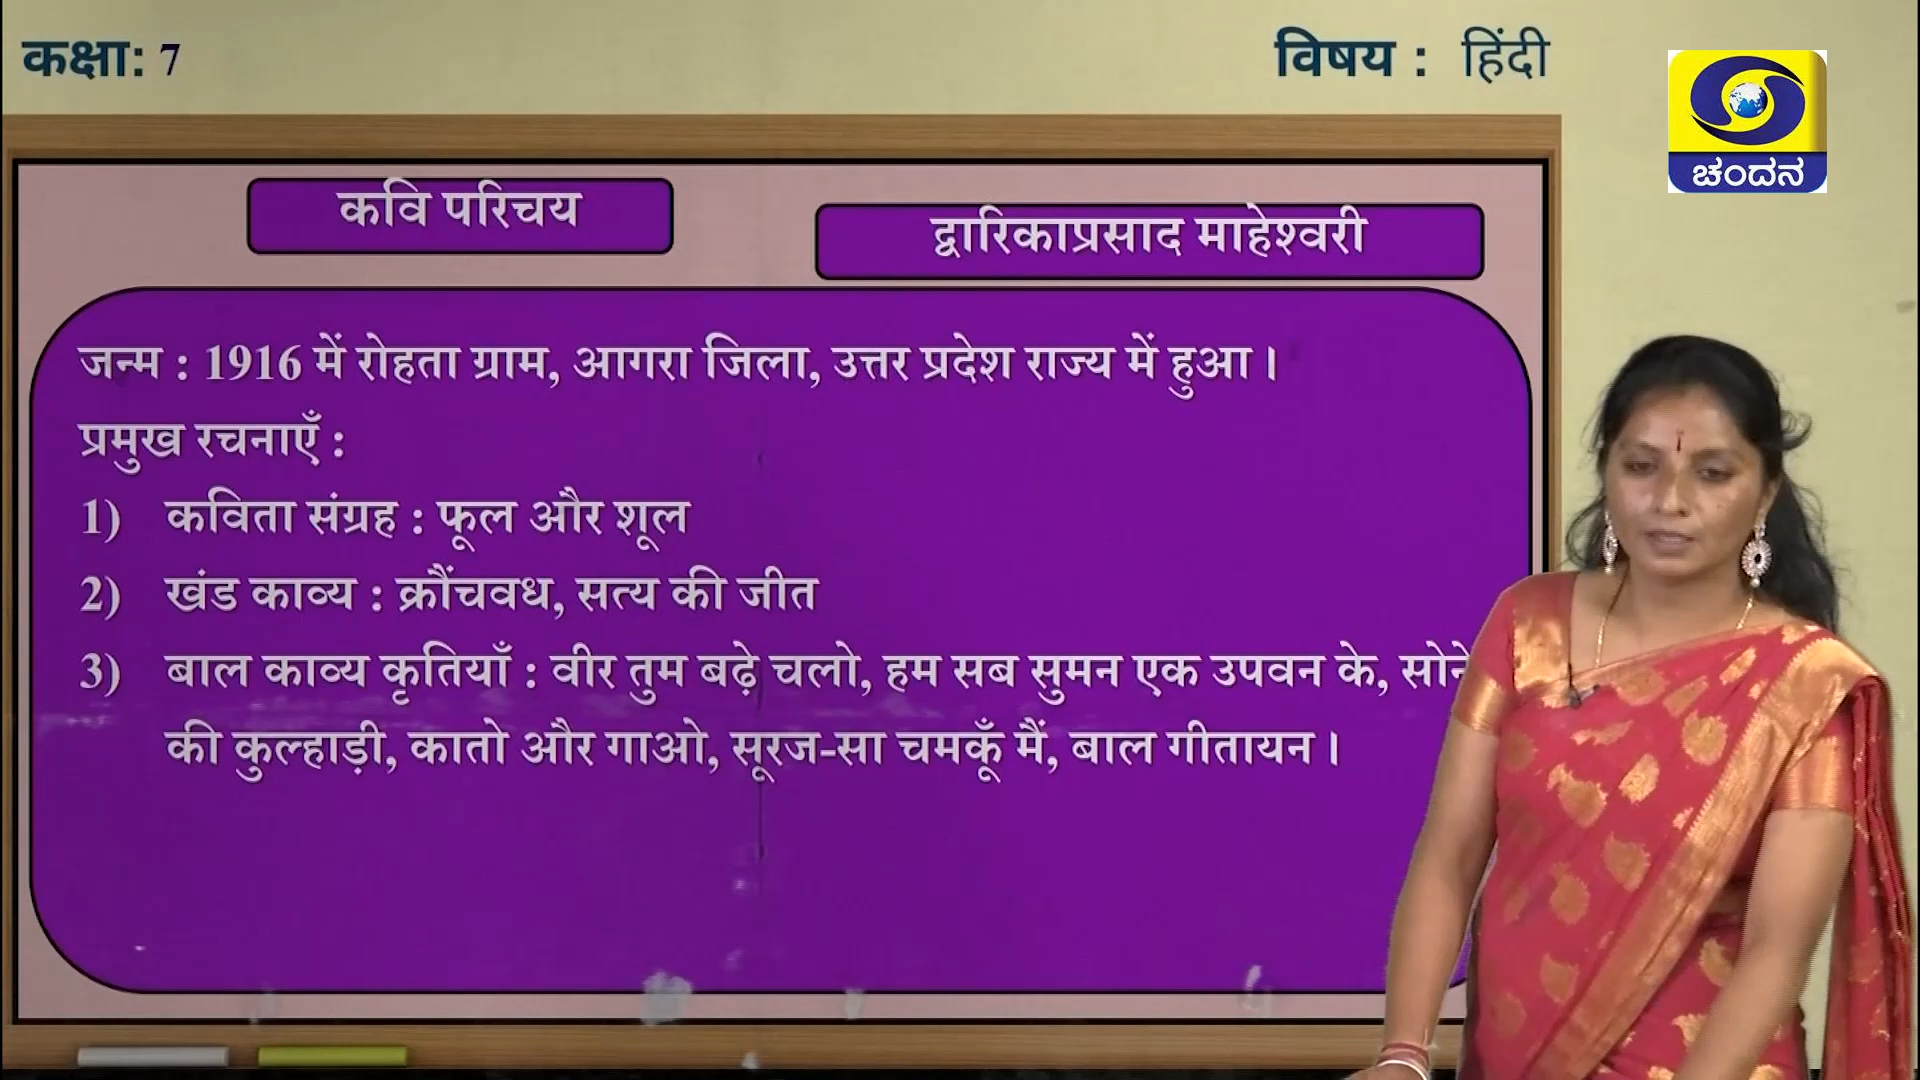 कक्षा: 7
विषय : हिंदी
ಚಂದನ
कवि परिचय
द्वारिकाप्रसाद माहेश्वरी
जन्म : 1916 में रोहता ग्राम, आगरा जिला, उत्तर प्रदेश राज्य में हुआ।
प्रमुख रचनाएँ :
1) कविता संग्रह : फूल और शूल
2) खंड काव्य : क्रौंचवध, सत्य की जीत
3) बाल काव्य कृतियाँ : वीर तुम बढ़े चलो, हम सब सुमन एक उपवन के, सोने
की कुल्हाड़ी, कातो और गाओ, सूरज-सा चमकूँ मैं, बाल गीतायन।